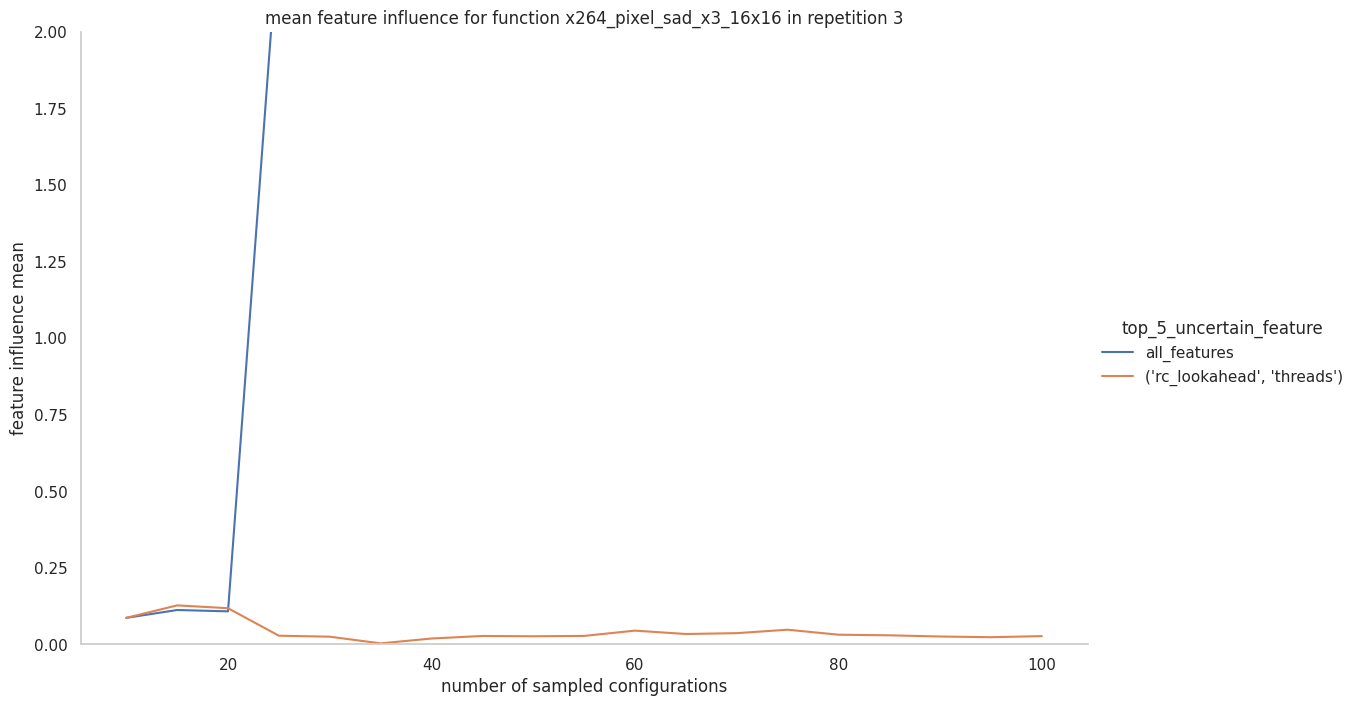 mean feature influence for function x264_pixel_sad_x3_16x16 in repetition 3
2.00
1.75
1.50
1.25
1.00
0.75
0.50
0.25
0.00
feature influence mean
20
40
60
80
100
number of sampled configurations
top_5_uncertain_feature
all_features
('rc_lookahead', 'threads')